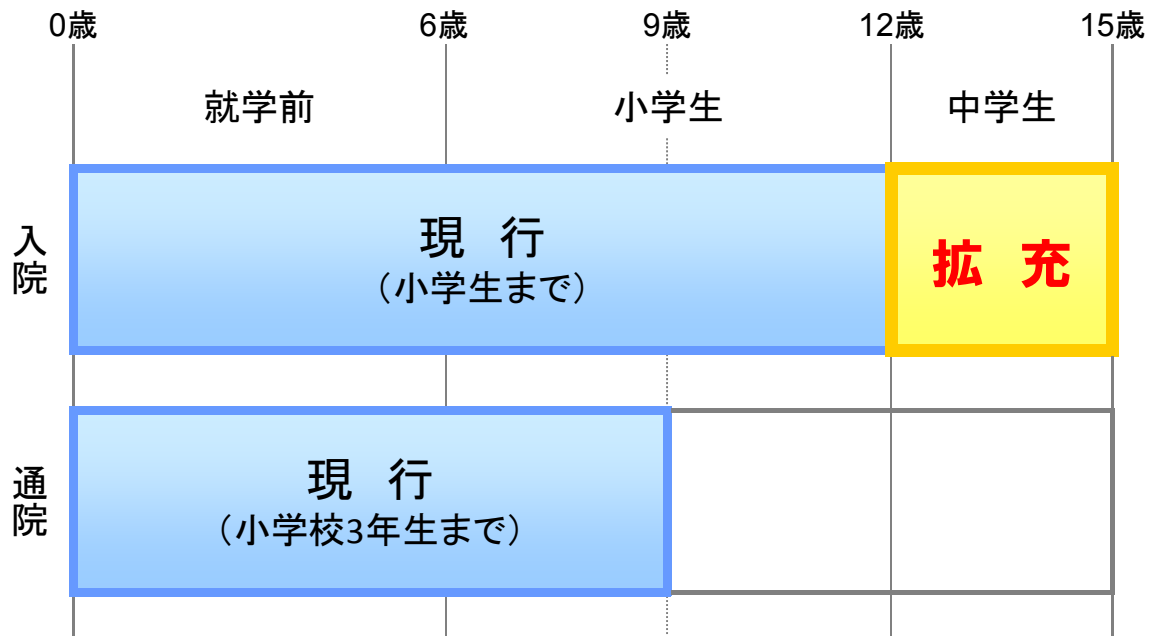 0歳 6歳 9歳 12歳 15歳
就学前 小学生 中学生
入院
現 行
（小学生まで）
拡 充
通院
現 行
（小学校3年生まで）